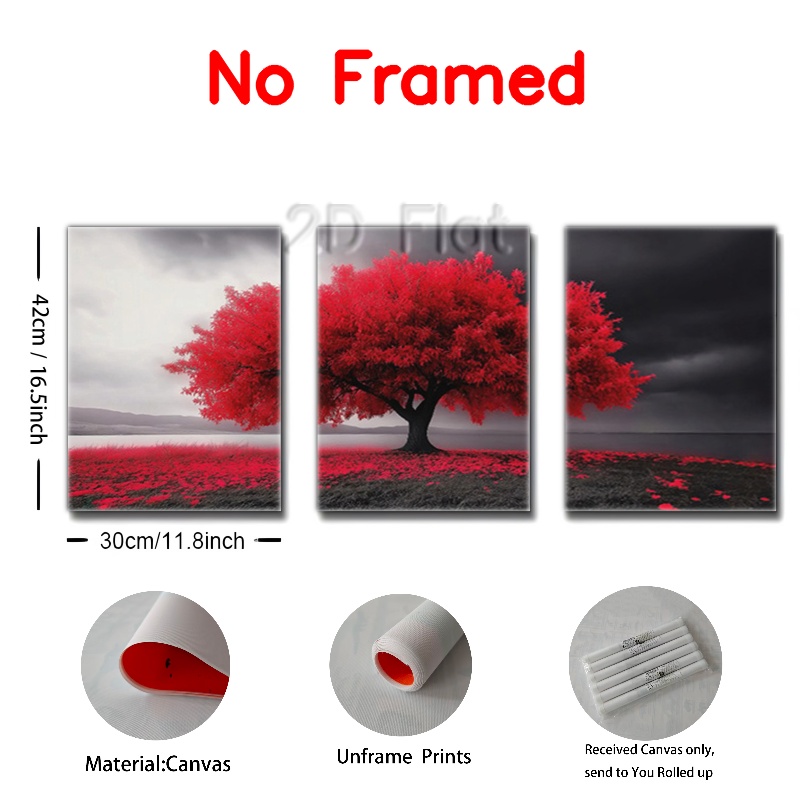 No Framed
2D Flat
42cm / 16.5inch
30cm/11.8inch
Material:Canvas
Unframe Prints
Received Canvas only,
send to You Rolled up